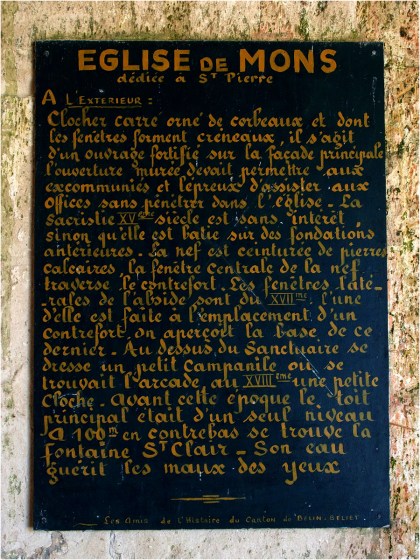 EGLISE DE MONS
dédiée à ST Pierre
A L'EXTERIEUR :
Clocher carré orné de corbeaux et dont
les fenêtres forment créneaux, il s'agit
d'un ouvrage fortifié sur la façade principale
l'ouverture murée devait permettre aux
excommuniés et lépreux d'assister aux
offices sans pénétrer dans l'église - La
sacristie XVème siècle est sans intérêt
sinon qu'elle est batie sur des fondations
antérieures - La nef est ceinturée de pierres
calcaires, la fenêtre centrale de la nef
traverse le contrefort - Les fenêtres laté-
-rales de l'abside sont du XVIIme l'une
d'elle est faite à l'emplacement d'un
contrefort, on aperçoit la base de ce
dernier - Au dessus du Sanctuaire se
dresse un petit Campanile où se
trouvait l'arcade au XVIIIème une petite
Cloche - avant cette époque le toit
principal était d'un seul niveau
A 100m en contrebas se trouve la
fontaine ST Clair - Son eau
guérit les maux des yeux
Les Amis de l'Histoire du Canton de BELIN-BELIET.